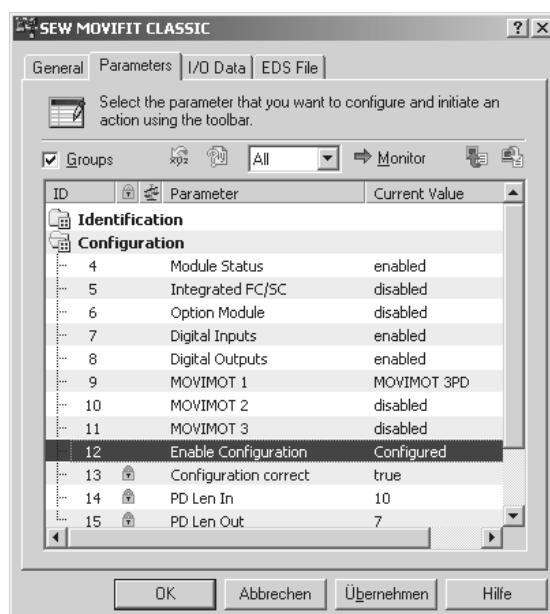 SEW MOVIFIT CLASSIC
General Parameters I/O Data EDS File
Select the parameter that you want to configure and initiate an
action using the toolbar.
Groups All Monitor
ID Parameter Current Value
Identification
Configuration
4 Module Status enabled
5 Integrated FC/SC disabled
6 Option Module disabled
7 Digital Inputs enabled
8 Digital Outputs enabled
9 MOVIMOT 1 MOVIMOT 3PD
10 MOVIMOT 2 disabled
11 MOVIMOT 3 disabled
12 Enable Configuration Configured
13 Configuration correct true
14 PD Len In 10
15 PD Len Out 7
OK Abbrechen Übernehmen Hilfe